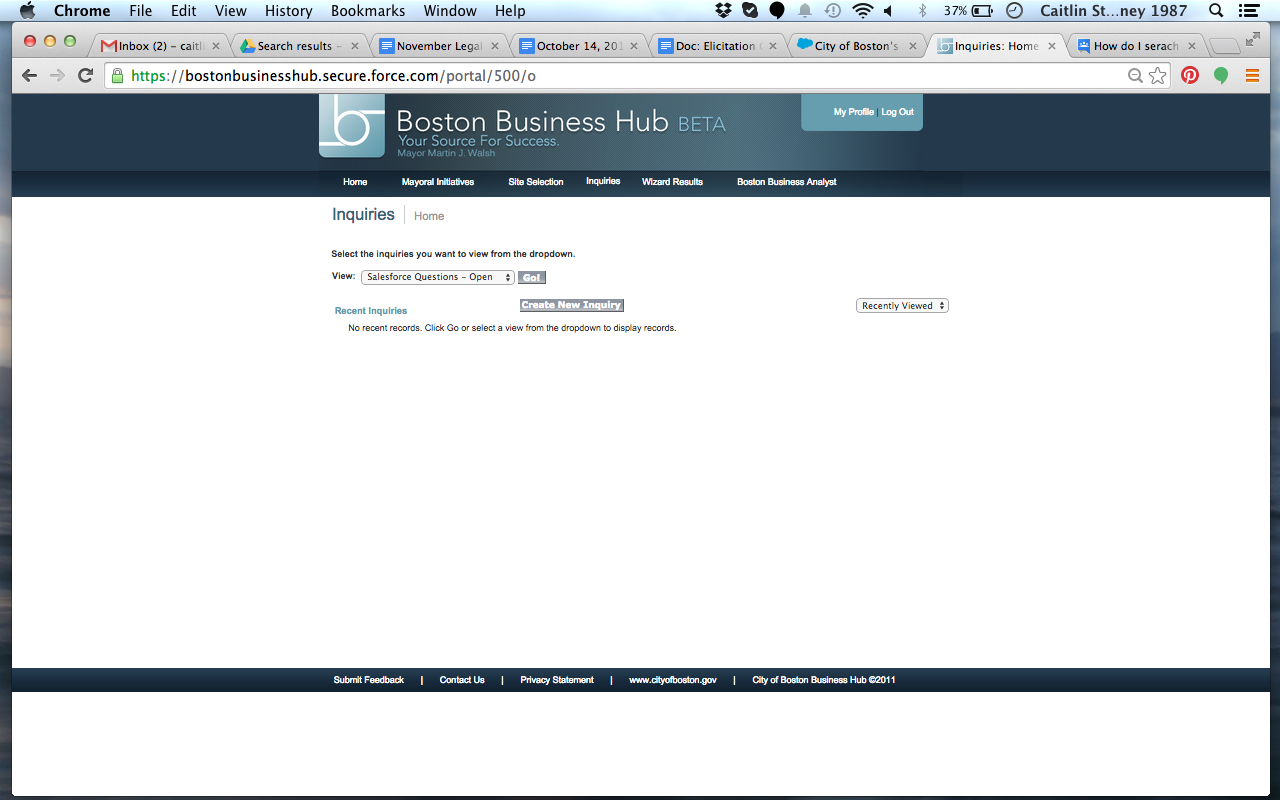 Chrome File Edit View History Bookmarks Window Help 37% Caitlin St...ney 1987
Inbox (2) – caitl Search results – November Legal October 14, 201 Doc: Elicitation City of Boston's Inquiries: Home How do I serach
https://bostonbusinesshub.secure.force.com/portal/500/o
My Profile | Log Out
Boston Business Hub BETA
Your Source For Success.
Mayor Martin J. Walsh
Home Mayoral Initiatives Site Selection Inquiries Wizard Results Boston Business Analyst
Inquiries Home
Select the inquiries you want to view from the dropdown.
View: Salesforce Questions – Open Go!
Recent Inquiries Create New Inquiry Recently Viewed
No recent records. Click Go or select a view from the dropdown to display records.
Submit Feedback | Contact Us | Privacy Statement | www.cityofboston.gov | City of Boston Business Hub ©2011